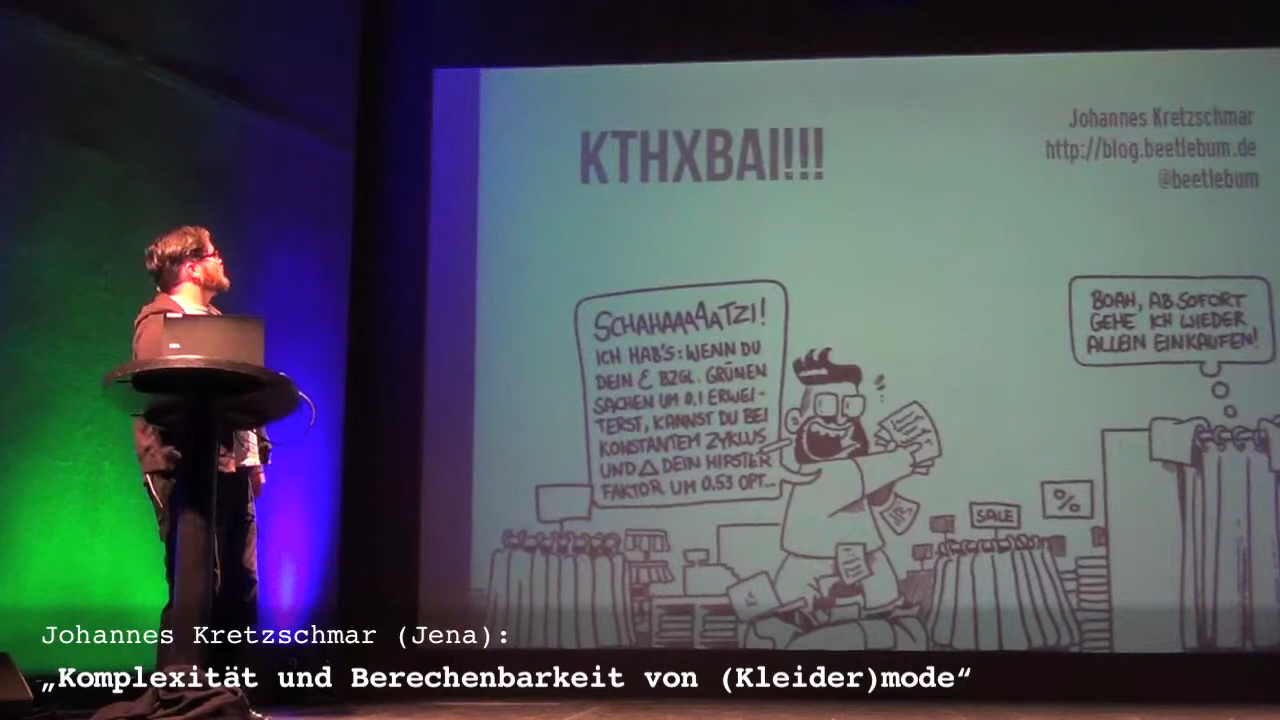 KTHXBAI!!!
Johannes Kretzschmar
http://blog.beetlebum.de
@beetlebum
SCHAHAAAAATZI!
ICH HAB'S: WENN DU
DEIN ℰ BZGL. GRÜNEN
SACHEN UM 0.1 ERWEI-
TERST, KANNST DU BEI
KONSTANTEM ZYKLUS
UND △ DEIN HIPSTER
FAKTOR UM 0.53 OPT...
BOAH, AB SOFORT
GEHE ICH WIEDER
ALLEIN EINKAUFEN!
SALE
%
Johannes Kretzschmar (Jena):
„Komplexität und Berechenbarkeit von (Kleider)mode“